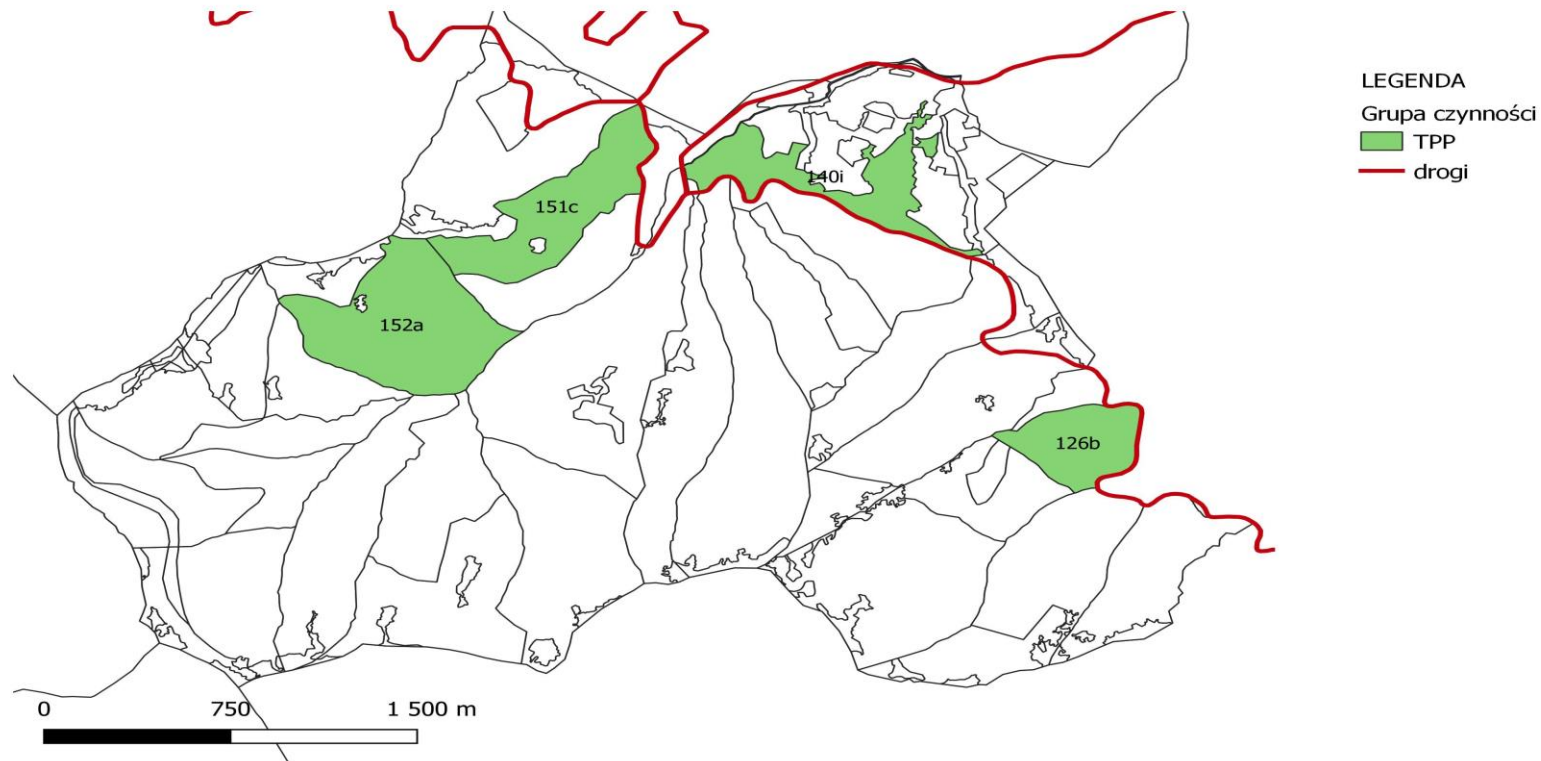 LEGENDA
Grupa czynności
TPP
drogi
140i
151c
152a
126b
0 750 1 500 m